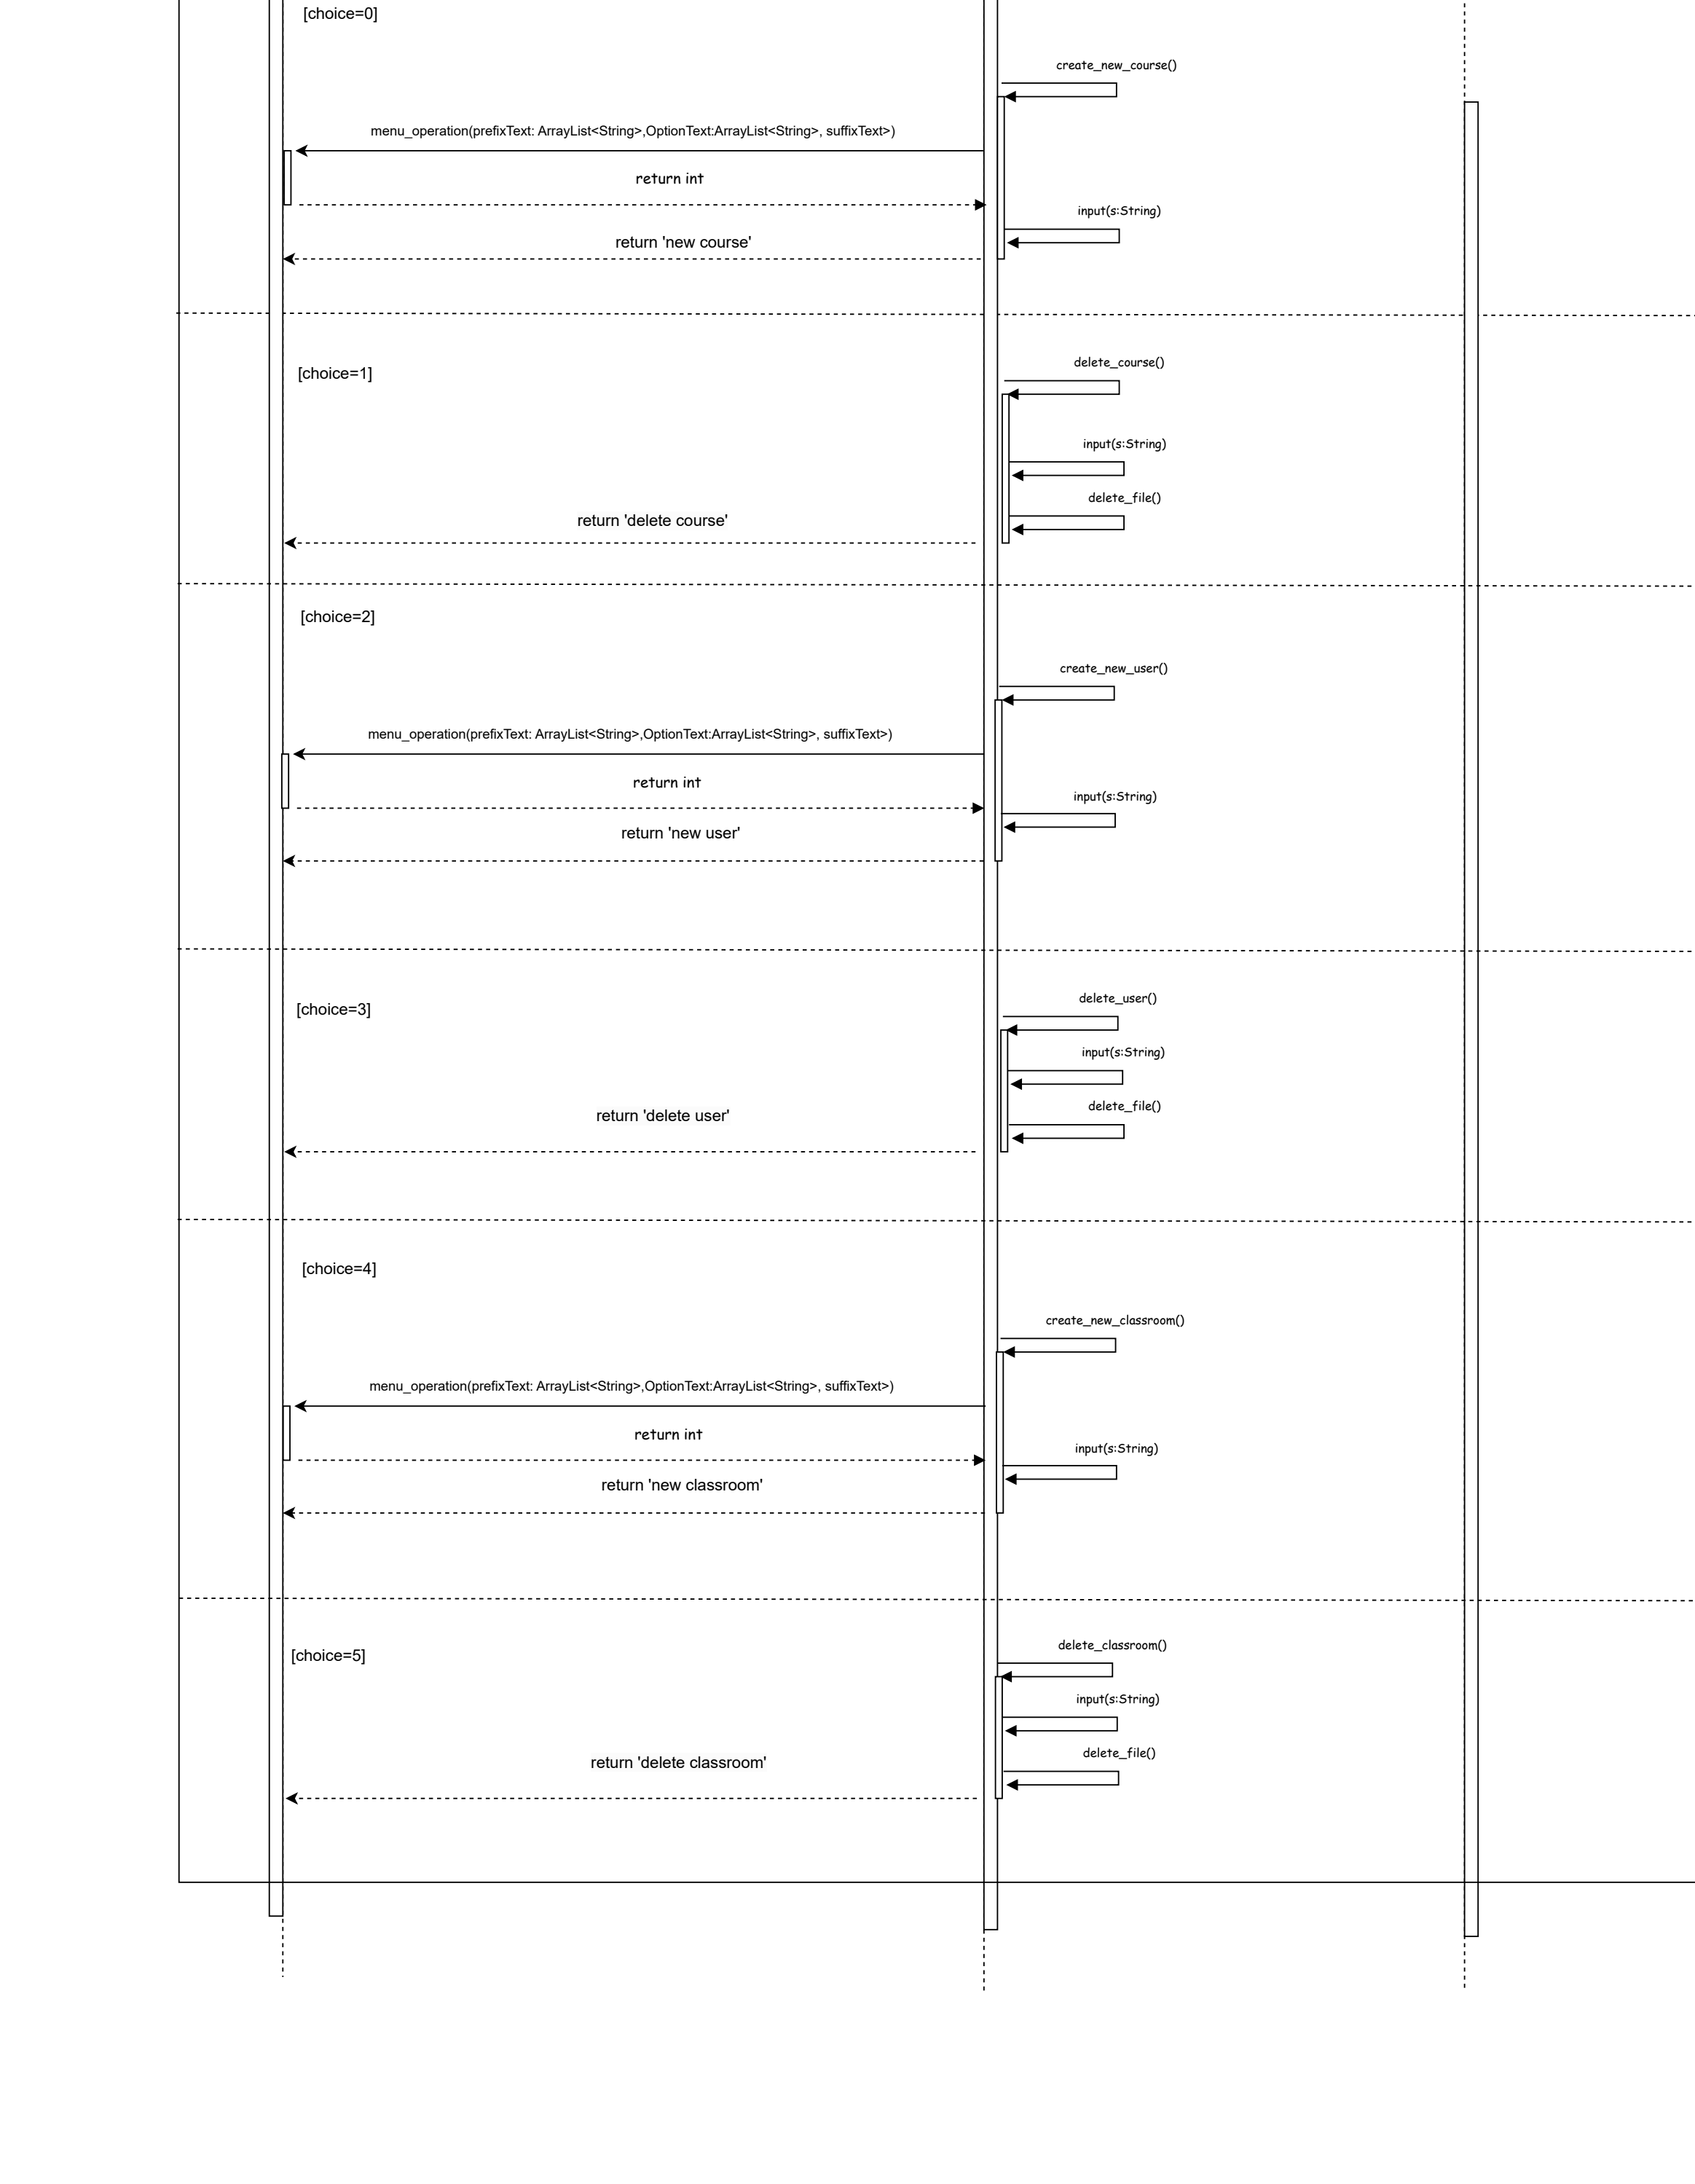 [choice=0]
create_new_course()
menu_operation(prefixText: ArrayList<String>,OptionText:ArrayList<String>, suffixText>)
return int
input(s:String)
return 'new course'
[choice=1]
delete_course()
input(s:String)
delete_file()
return 'delete course'
[choice=2]
create_new_user()
menu_operation(prefixText: ArrayList<String>,OptionText:ArrayList<String>, suffixText>)
return int
input(s:String)
return 'new user'
[choice=3]
delete_user()
input(s:String)
delete_file()
return 'delete user'
[choice=4]
create_new_classroom()
menu_operation(prefixText: ArrayList<String>,OptionText:ArrayList<String>, suffixText>)
return int
input(s:String)
return 'new classroom'
[choice=5]
delete_classroom()
input(s:String)
delete_file()
return 'delete classroom'